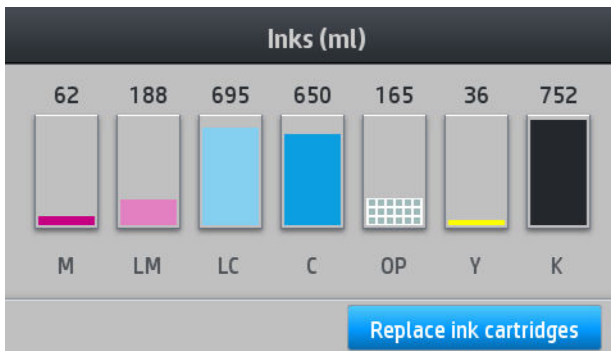 Inks (ml)
62 188 695 650 165 36 752
M LM LC C OP Y K
Replace ink cartridges